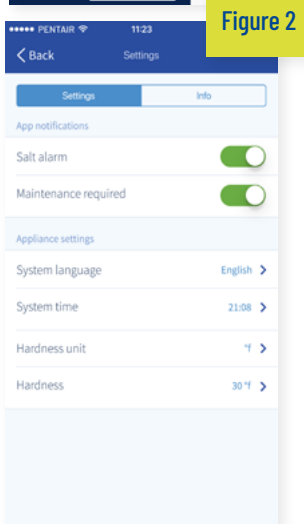 Figure 2
PENTAIR 11:23
Back Settings
Settings Info
App notifications
Salt alarm
Maintenance required
Appliance settings
System language English
System time 21:08
Hardness unit °f
Hardness 30 °f